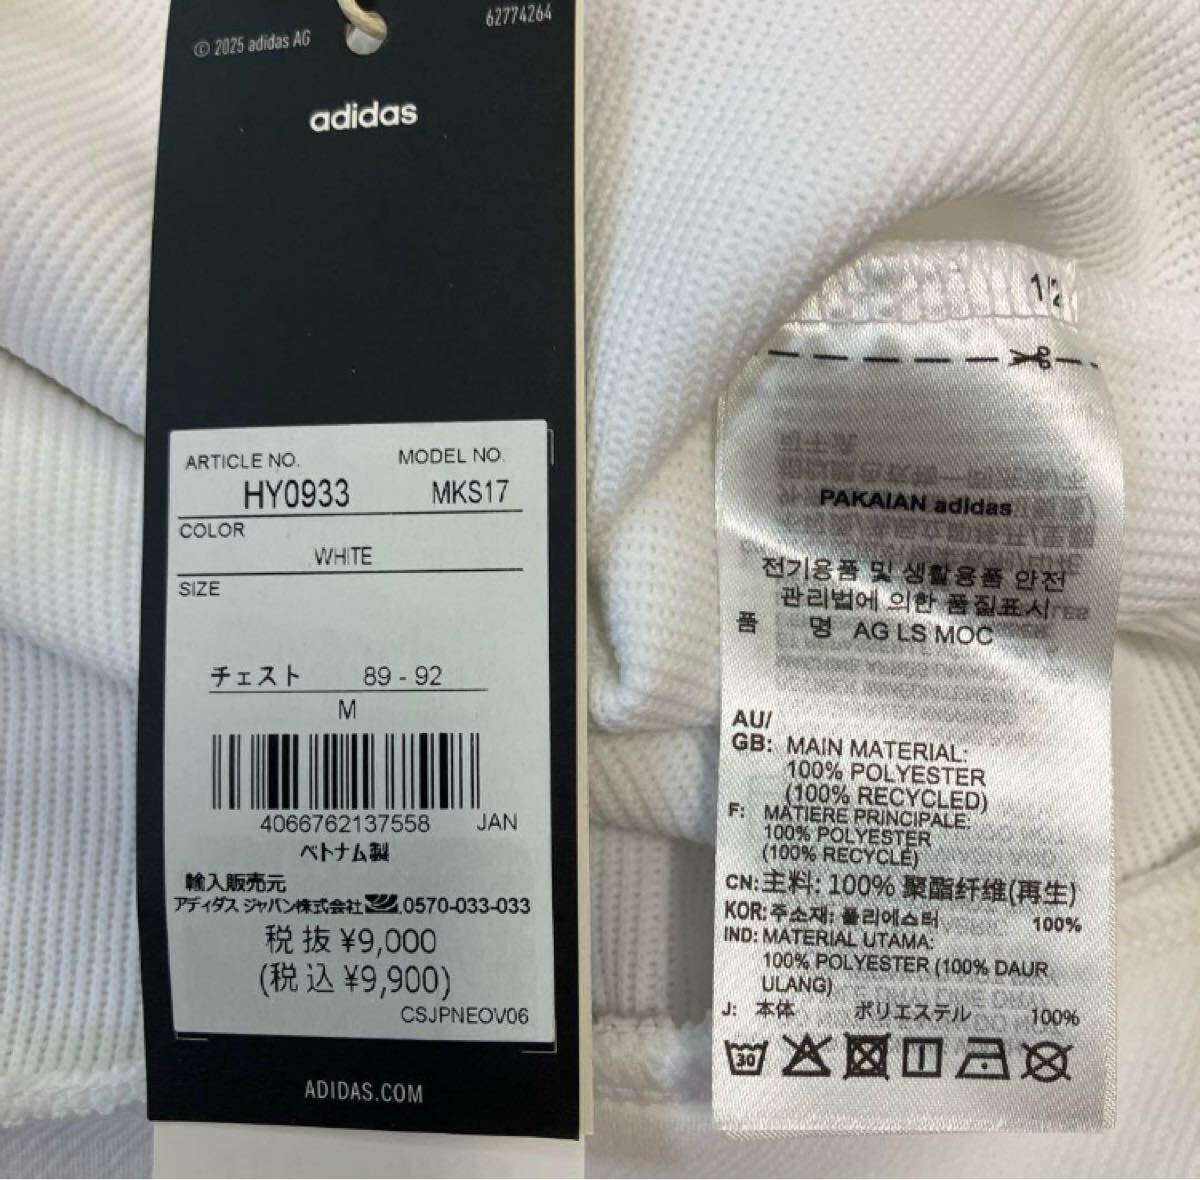 62774264
© 2025 adidas AG
adidas
ARTICLE NO. MODEL NO.
HY0933 MKS17
COLOR
WHITE
SIZE
チェスト 89 - 92
M
4066762137558 JAN
ベトナム製
輸入販売元
アディダス ジャパン株式会社 0570-033-033
税抜 ¥9,000
(税込 ¥9,900)
CSJPNEOV06
ADIDAS.COM
1/2
PAKAIAN adidas
전기용품 및 생활용품 안전
관리법에 의한 품질표시
품 명 AG LS MOC
AU/
GB: MAIN MATERIAL:
100% POLYESTER
(100% RECYCLED)
F: MATIERE PRINCIPALE:
100% POLYESTER
(100% RECYCLÉ)
CN: 主料: 100% 聚酯纤维(再生)
KOR: 주소재: 폴리에스터 100%
IND: MATERIAL UTAMA:
100% POLYESTER (100% DAUR
ULANG)
J: 本体 ポリエステル 100%
30